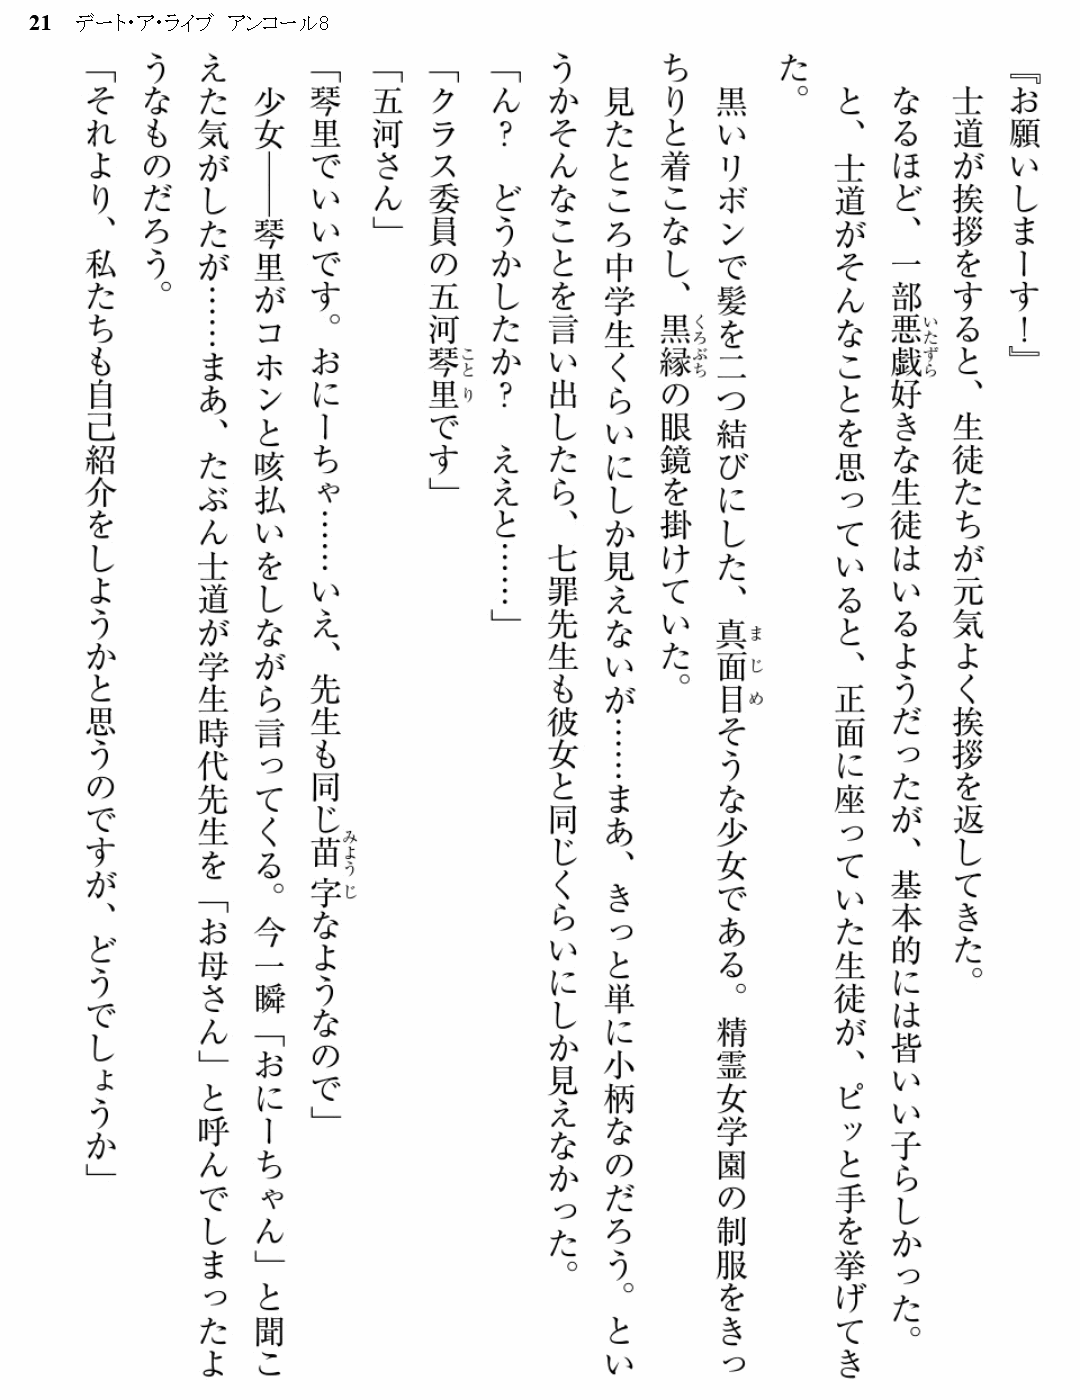 21 デート・ア・ライブ アンコール8
『お願いしまーす！』
士道が挨拶をすると、生徒たちが元気よく挨拶を返してきた。
なるほど、一部悪戯好きな生徒はいるようだったが、基本的には皆いい子らしかった。
と、士道がそんなことを思っていると、正面に座っていた生徒が、ピッと手を挙げてき
た。
黒いリボンで髪を二つ結びにした、真面目そうな少女である。精霊女学園の制服をきっ
ちりと着こなし、黒縁の眼鏡を掛けていた。
見たところ中学生くらいにしか見えないが……まあ、きっと単に小柄なのだろう。とい
うかそんなことを言い出したら、七罪先生も彼女と同じくらいにしか見えなかった。
「ん？　どうかしたか？　ええと……」
「クラス委員の五河琴里です」
「五河さん」
「琴里でいいです。おにーちゃ……いえ、先生も同じ苗字なようなので」
少女――琴里がコホンと咳払いをしながら言ってくる。今一瞬「おにーちゃん」と聞こ
えた気がしたが……まあ、たぶん士道が学生時代先生を「お母さん」と呼んでしまったよ
うなものだろう。
「それより、私たちも自己紹介をしようかと思うのですが、どうでしょうか」